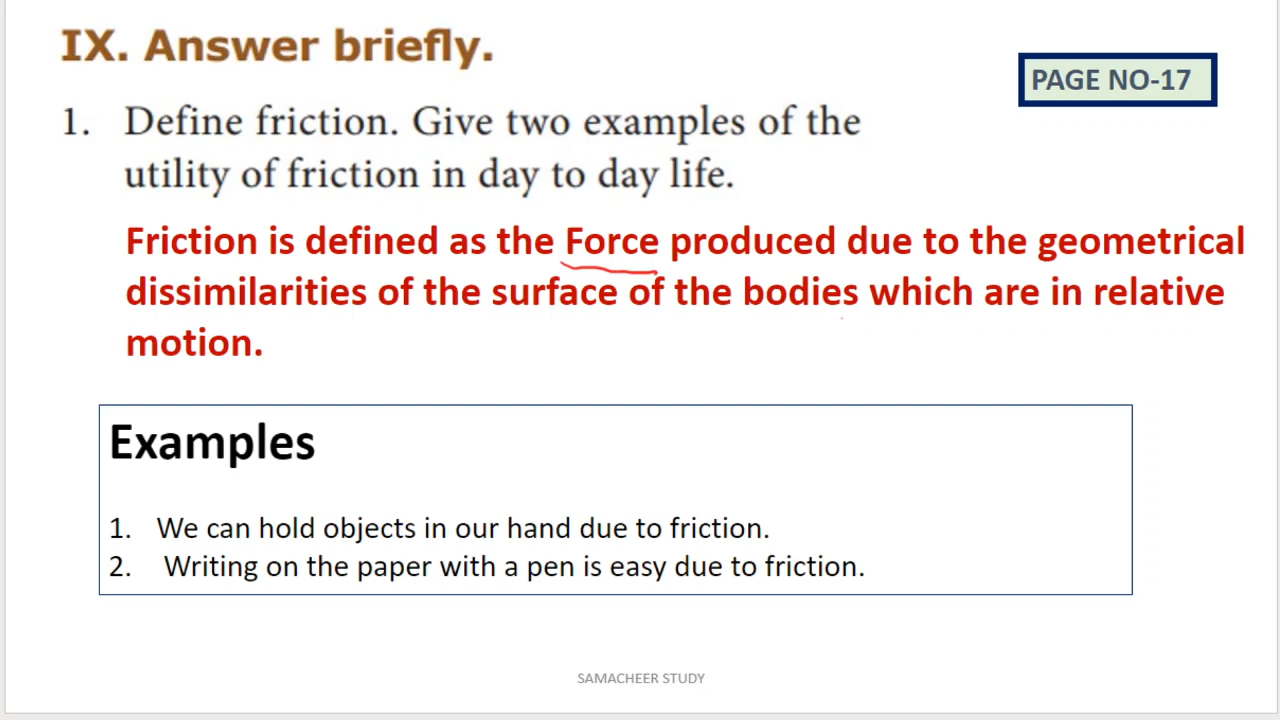 IX. Answer briefly.
PAGE NO-17
1. Define friction. Give two examples of the
utility of friction in day to day life.
Friction is defined as the Force produced due to the geometrical
dissimilarities of the surface of the bodies which are in relative
motion.
Examples
1. We can hold objects in our hand due to friction.
2. Writing on the paper with a pen is easy due to friction.
SAMACHEER STUDY